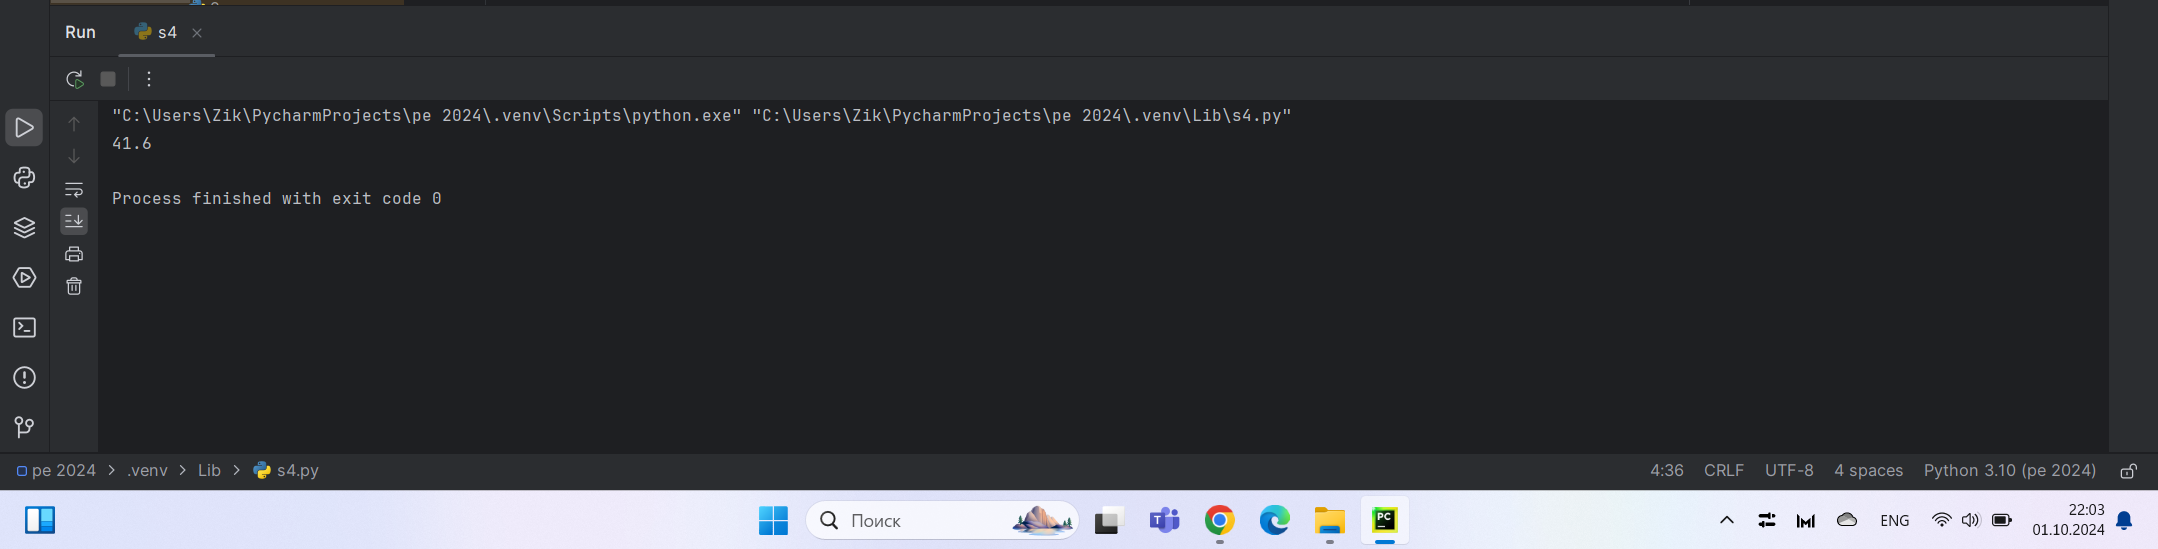 Run s4
"C:\Users\Zik\PycharmProjects\pe 2024\.venv\Scripts\python.exe" "C:\Users\Zik\PycharmProjects\pe 2024\.venv\Lib\s4.py"
41.6
Process finished with exit code 0
pe 2024 > .venv > Lib > s4.py 4:36 CRLF UTF-8 4 spaces Python 3.10 (pe 2024)
Поиск PC ENG 22:03
01.10.2024